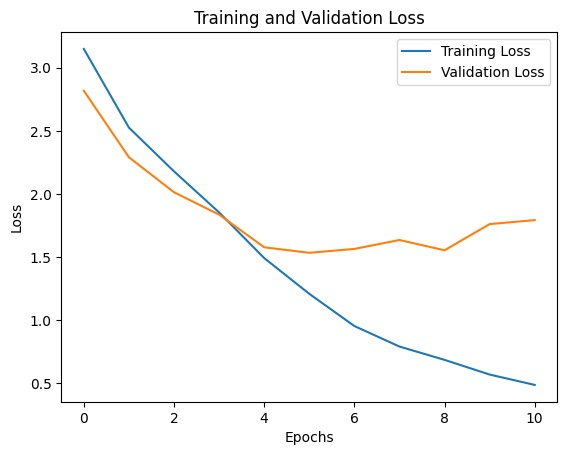 Training and Validation Loss
Training Loss
Validation Loss
3.0
2.5
2.0
1.5
1.0
0.5
Loss
0 2 4 6 8 10
Epochs